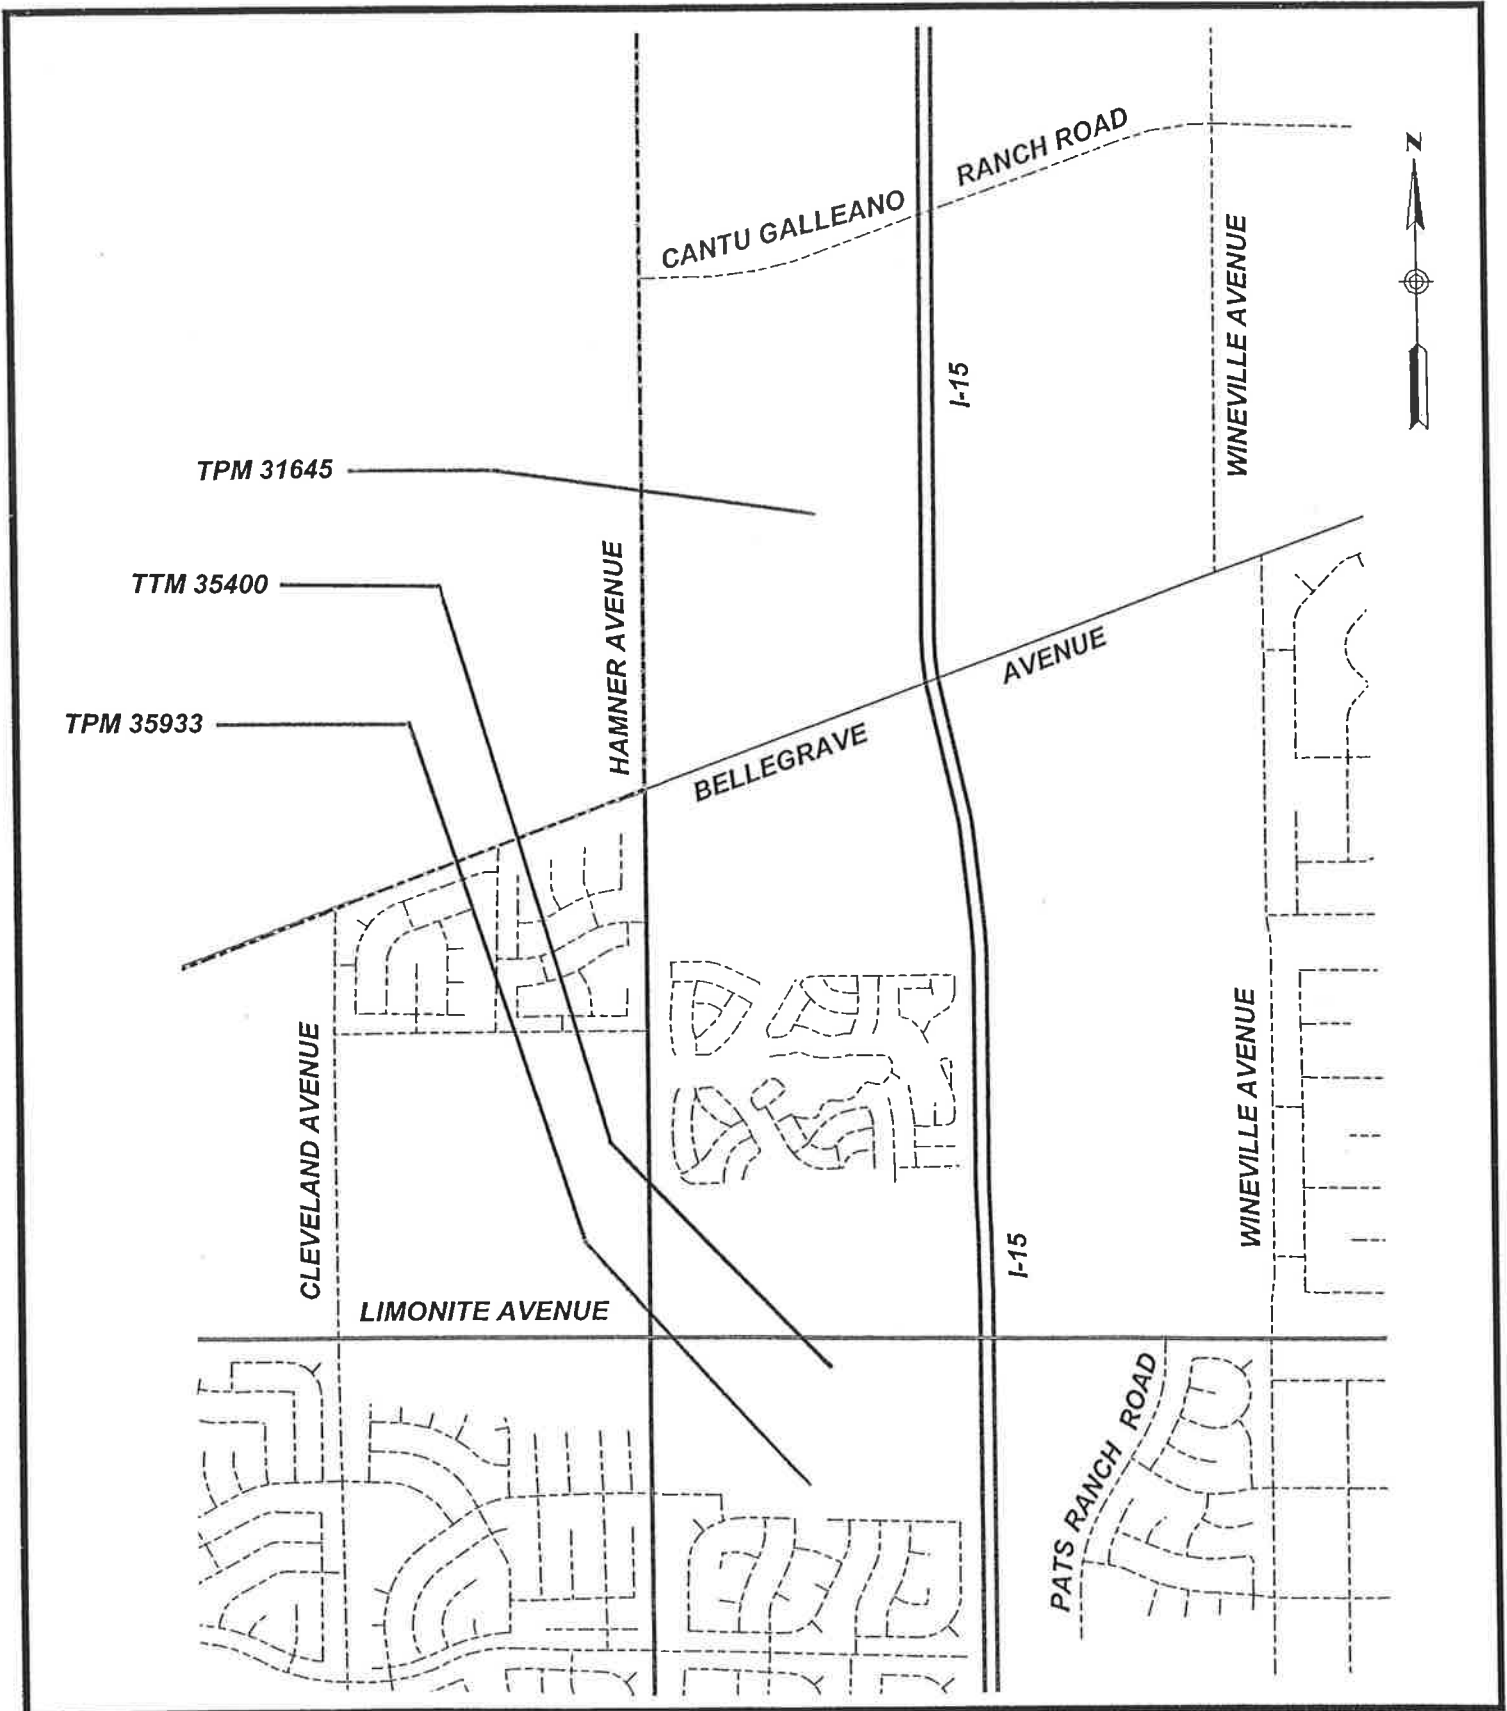 N
RANCH ROAD
CANTU GALLEANO
WINEVILLE AVENUE
I-15
TPM 31645
TTM 35400
HAMNER AVENUE
AVENUE
TPM 35933
BELLEGRAVE
CLEVELAND AVENUE
WINEVILLE AVENUE
I-15
LIMONITE AVENUE
PATS RANCH ROAD